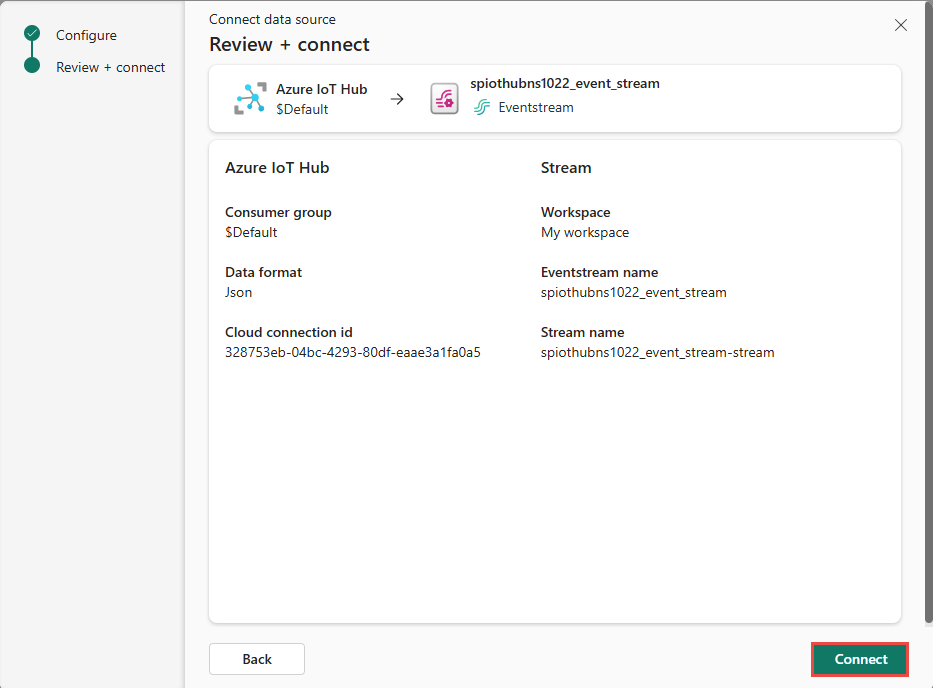 Configure
Review + connect
Connect data source
Review + connect
Azure IoT Hub
$Default
spiothubns1022_event_stream
Eventstream
Azure IoT Hub
Consumer group
$Default
Data format
Json
Cloud connection id
328753eb-04bc-4293-80df-eaae3a1fa0a5
Stream
Workspace
My workspace
Eventstream name
spiothubns1022_event_stream
Stream name
spiothubns1022_event_stream-stream
Back
Connect